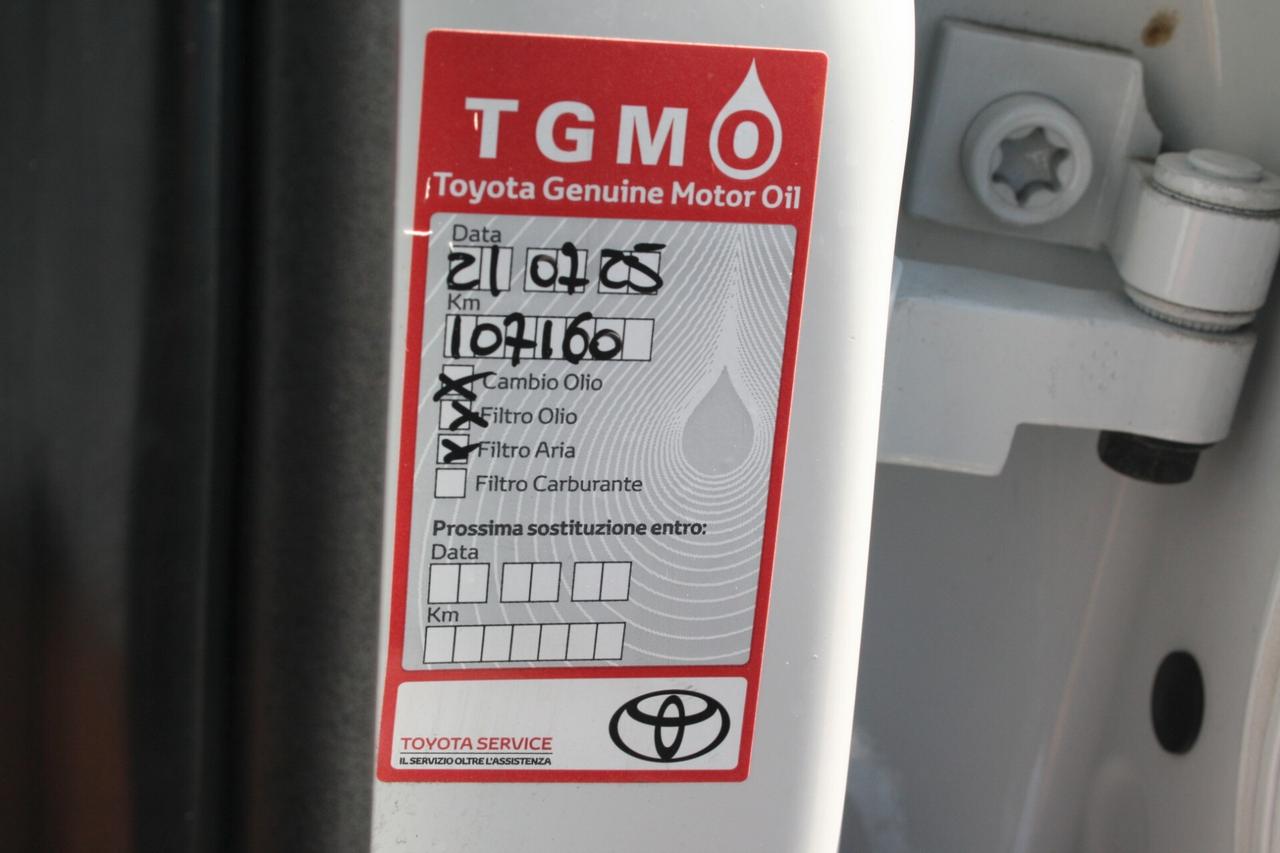 TGMO
Toyota Genuine Motor Oil
Data
21 07 25
Km
107160
X Cambio Olio
X Filtro Olio
X Filtro Aria
Filtro Carburante
Prossima sostituzione entro:
Data
Km
TOYOTA SERVICE
IL SERVIZIO OLTRE L'ASSISTENZA